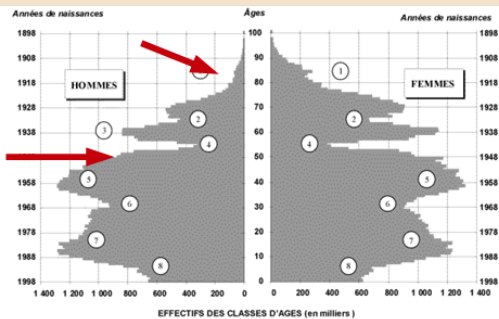 Années de naissances Âges Années de naissances
1898 100 1898
1908 90 1908
1918 80 1 1918
HOMMES FEMMES
1928 70 1928
2 2
1938 3 60 1938
4 4
1948 50 1948
1958 5 40 5 1958
1968 6 30 6 1968
1978 20 1978
7 7
1988 10 1988
8 8
1998 0 1998
1 400 1 200 1 000 800 600 400 200 0 0 200 400 600 800 1 000 1 200 1 400
EFFECTIFS DES CLASSES D'AGES (en milliers )